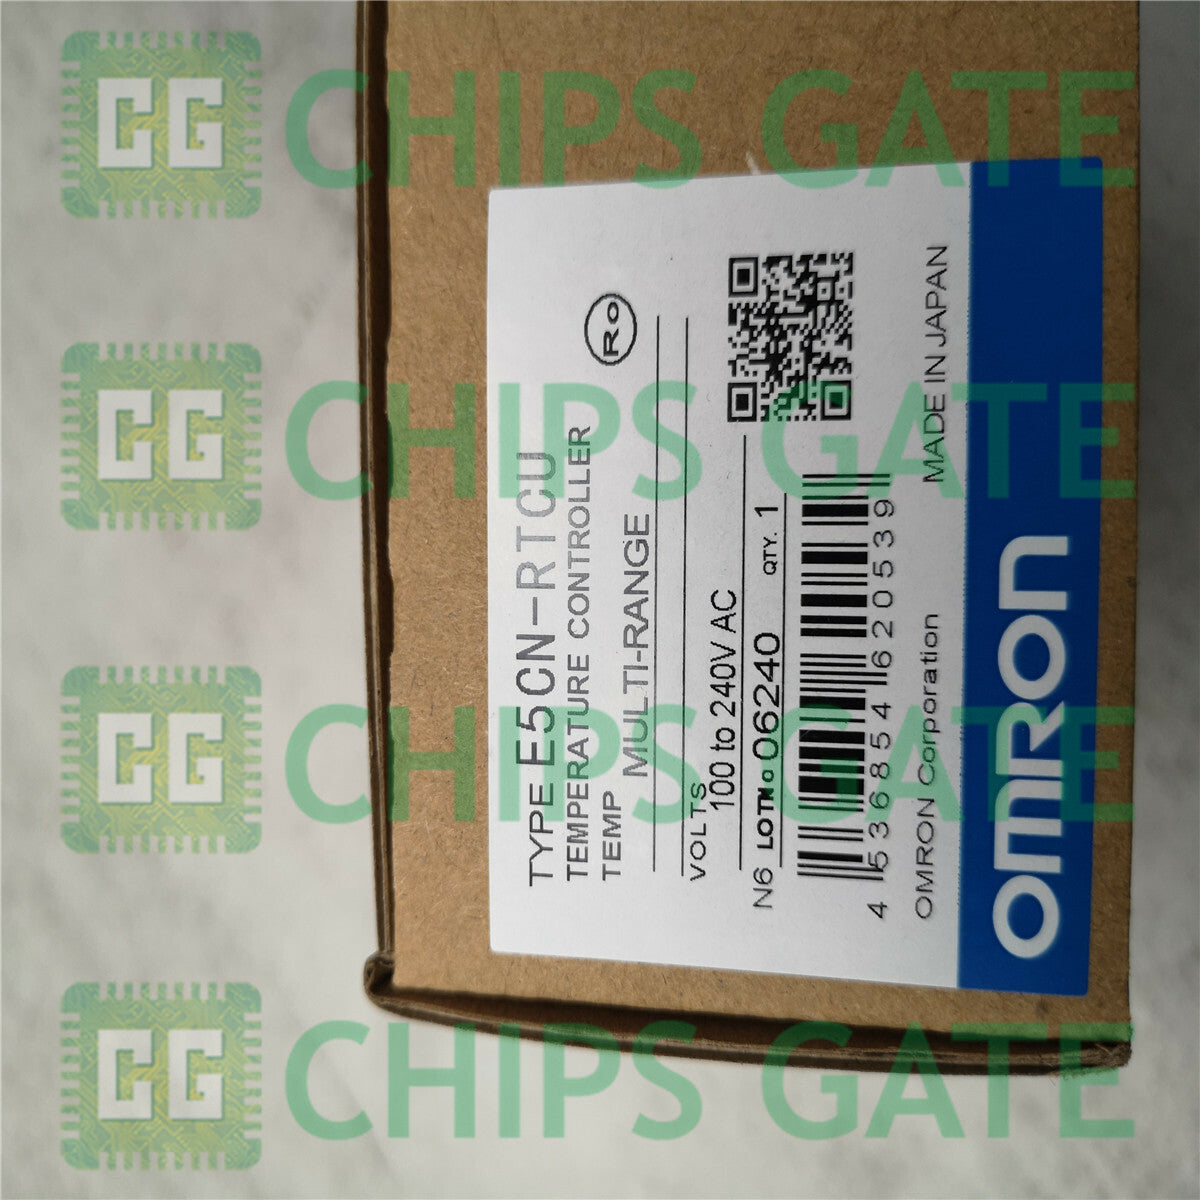 TYPE E5CN-RTCU
TEMPERATURE CONTROLLER
TEMP
MULTI-RANGE
Ro
VOLTS
100 to 240V AC
N6 LOT№ 06240 QTY. 1
4 536854 620539
OMRON Corporation MADE IN JAPAN
OMRON
CG CHIPS GATE
CG CHIPS GATE
CG CHIPS GATE
CG CHIPS GATE